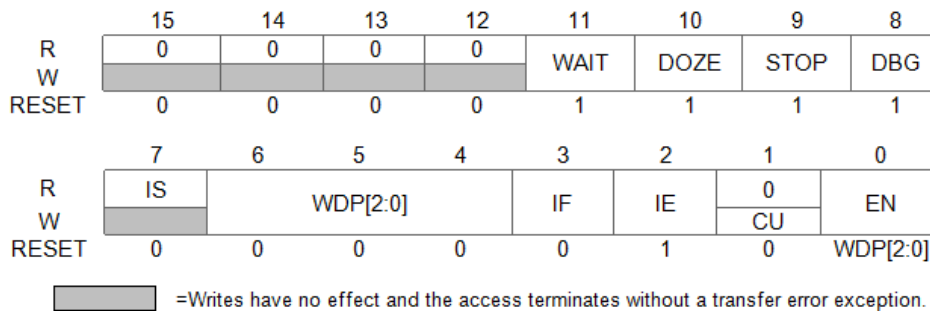 15 14 13 12 11 10 9 8
R 0 0 0 0 WAIT DOZE STOP DBG
W
RESET 0 0 0 0 1 1 1 1
7 6 5 4 3 2 1 0
R IS WDP[2:0] IF IE 0 EN
W CU
RESET 0 0 0 0 0 1 0 WDP[2:0]
=Writes have no effect and the access terminates without a transfer error exception.